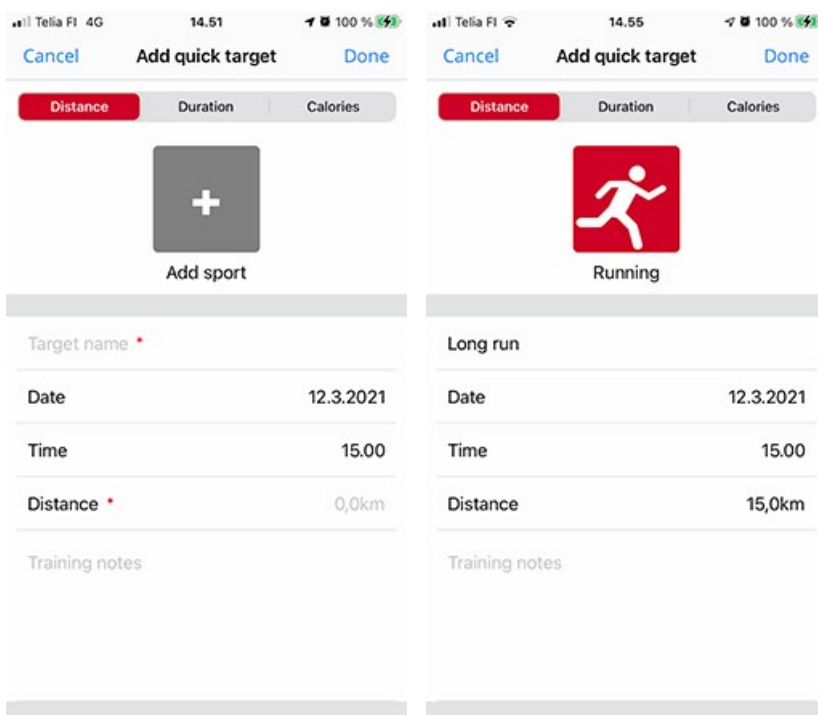 Telia FI 4G 14.51 100 %
Cancel Add quick target Done
Distance Duration Calories
+
Add sport
Target name *
Date 12.3.2021
Time 15.00
Distance * 0,0km
Training notes
Telia FI 14.55 100 %
Cancel Add quick target Done
Distance Duration Calories
Running
Long run
Date 12.3.2021
Time 15.00
Distance 15,0km
Training notes